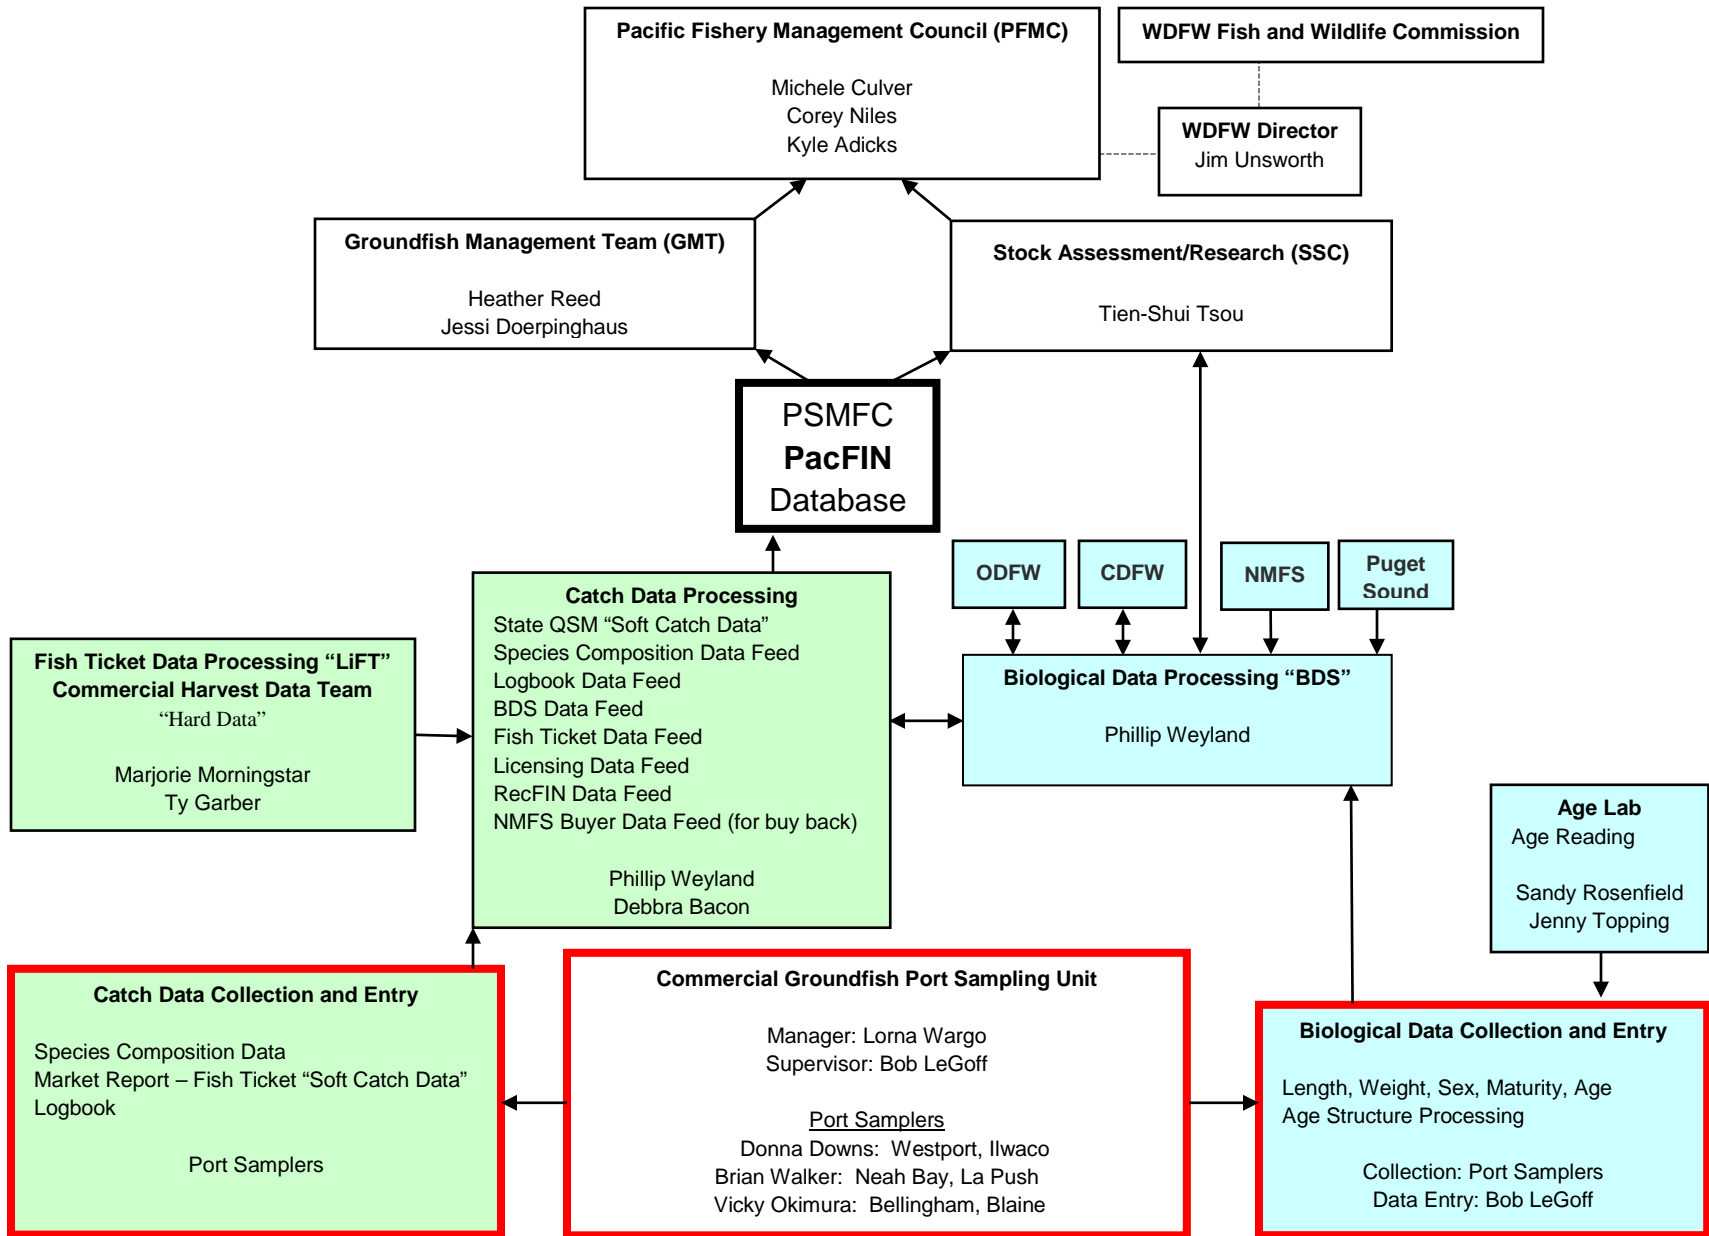 Pacific Fishery Management Council (PFMC)
Michele Culver
Corey Niles
Kyle Adicks
WDFW Fish and Wildlife Commission
WDFW Director
Jim Unsworth
Groundfish Management Team (GMT)
Heather Reed
Jessi Doerpinghaus
Stock Assessment/Research (SSC)
Tien-Shui Tsou
PSMFC
PacFIN
Database
ODFW
CDFW
NMFS
Puget
Sound
Fish Ticket Data Processing “LiFT”
Commercial Harvest Data Team
“Hard Data”
Marjorie Morningstar
Ty Garber
Catch Data Processing
State QSM “Soft Catch Data”
Species Composition Data Feed
Logbook Data Feed
BDS Data Feed
Fish Ticket Data Feed
Licensing Data Feed
RecFIN Data Feed
NMFS Buyer Data Feed (for buy back)
Phillip Weyland
Debbra Bacon
Biological Data Processing “BDS”
Phillip Weyland
Age Lab
Age Reading
Sandy Rosenfield
Jenny Topping
Catch Data Collection and Entry
Species Composition Data
Market Report – Fish Ticket “Soft Catch Data”
Logbook
Port Samplers
Commercial Groundfish Port Sampling Unit
Manager: Lorna Wargo
Supervisor: Bob LeGoff
Port Samplers
Donna Downs:  Westport, Ilwaco
Brian Walker:  Neah Bay, La Push
Vicky Okimura:  Bellingham, Blaine
Biological Data Collection and Entry
Length, Weight, Sex, Maturity, Age
Age Structure Processing
Collection: Port Samplers
Data Entry: Bob LeGoff